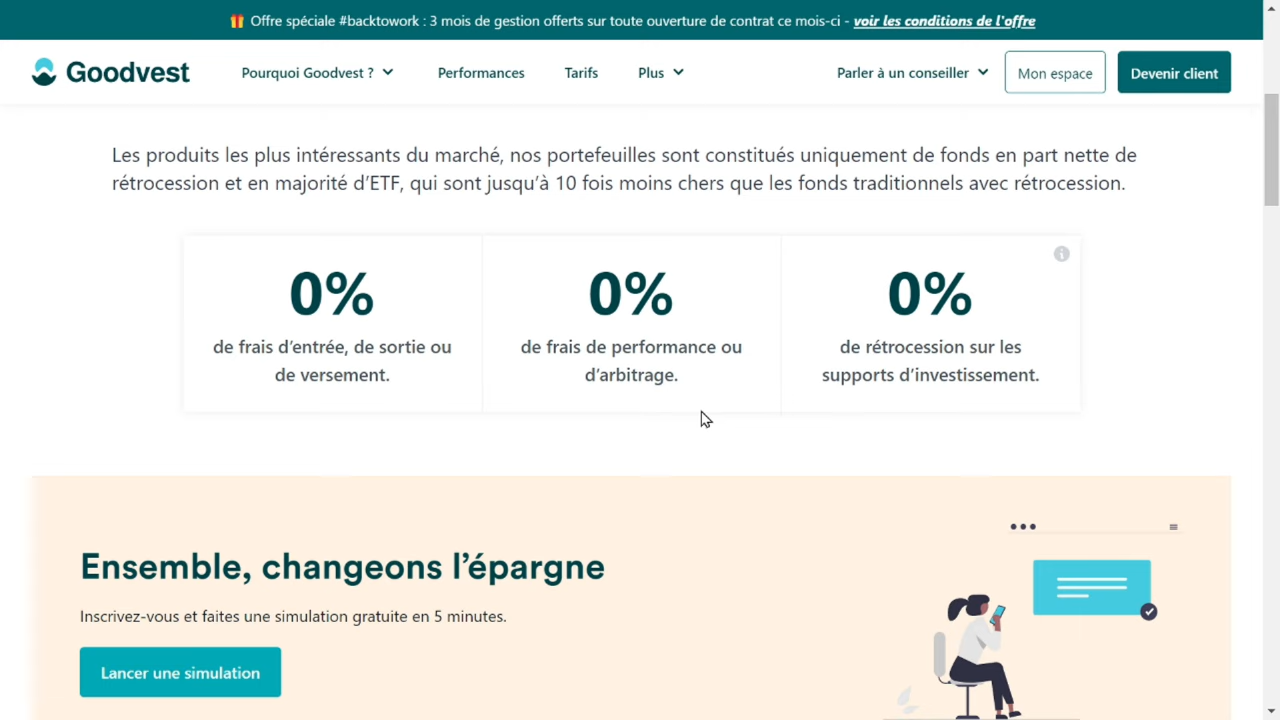 🎁 Offre spéciale #backtowork : 3 mois de gestion offerts sur toute ouverture de contrat ce mois-ci - voir les conditions de l'offre
Goodvest
Pourquoi Goodvest ?
Performances
Tarifs
Plus
Parler à un conseiller
Mon espace
Devenir client
Les produits les plus intéressants du marché, nos portefeuilles sont constitués uniquement de fonds en part nette de
rétrocession et en majorité d’ETF, qui sont jusqu’à 10 fois moins chers que les fonds traditionnels avec rétrocession.
0%
de frais d’entrée, de sortie ou
de versement.
0%
de frais de performance ou
d’arbitrage.
0%
de rétrocession sur les
supports d’investissement.
Ensemble, changeons l’épargne
Inscrivez-vous et faites une simulation gratuite en 5 minutes.
Lancer une simulation